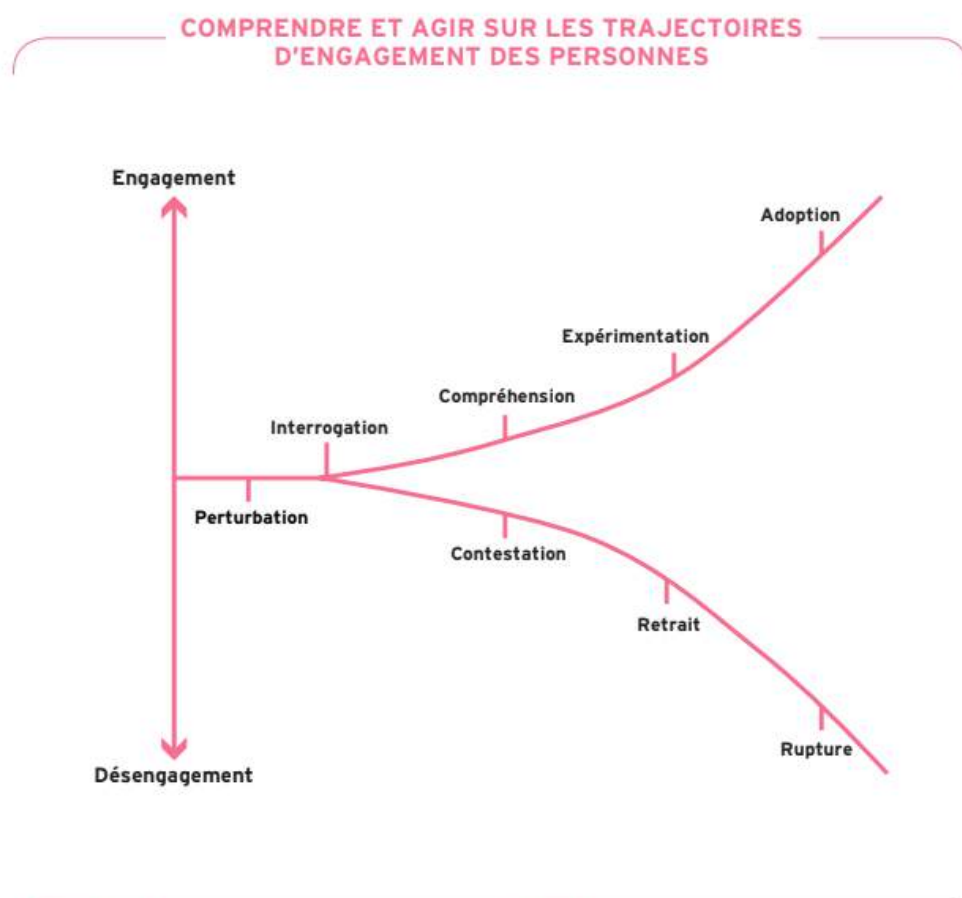 COMPRENDRE ET AGIR SUR LES TRAJECTOIRES
D'ENGAGEMENT DES PERSONNES
Engagement
Adoption
Expérimentation
Compréhension
Interrogation
Perturbation
Contestation
Retrait
Rupture
Désengagement